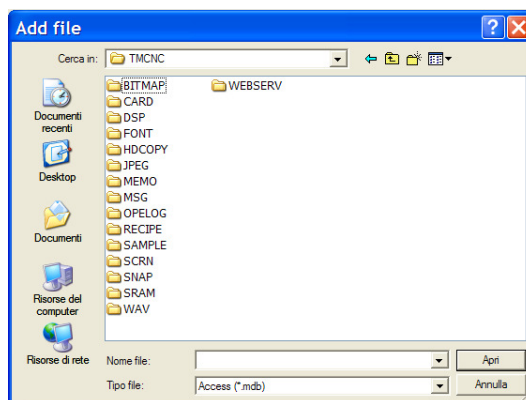 Add file
Cerca in:
TMCNC
Documenti
recenti
Desktop
Documenti
Risorse del
computer
Risorse di rete
BITMAP
CARD
DSP
FONT
HDCOPY
JPEG
MEMO
MSG
OPELOG
RECIPE
SAMPLE
SCRN
SNAP
SRAM
WAV
WEBSERV
Nome file:
Apri
Tipo file:
Access (*.mdb)
Annulla